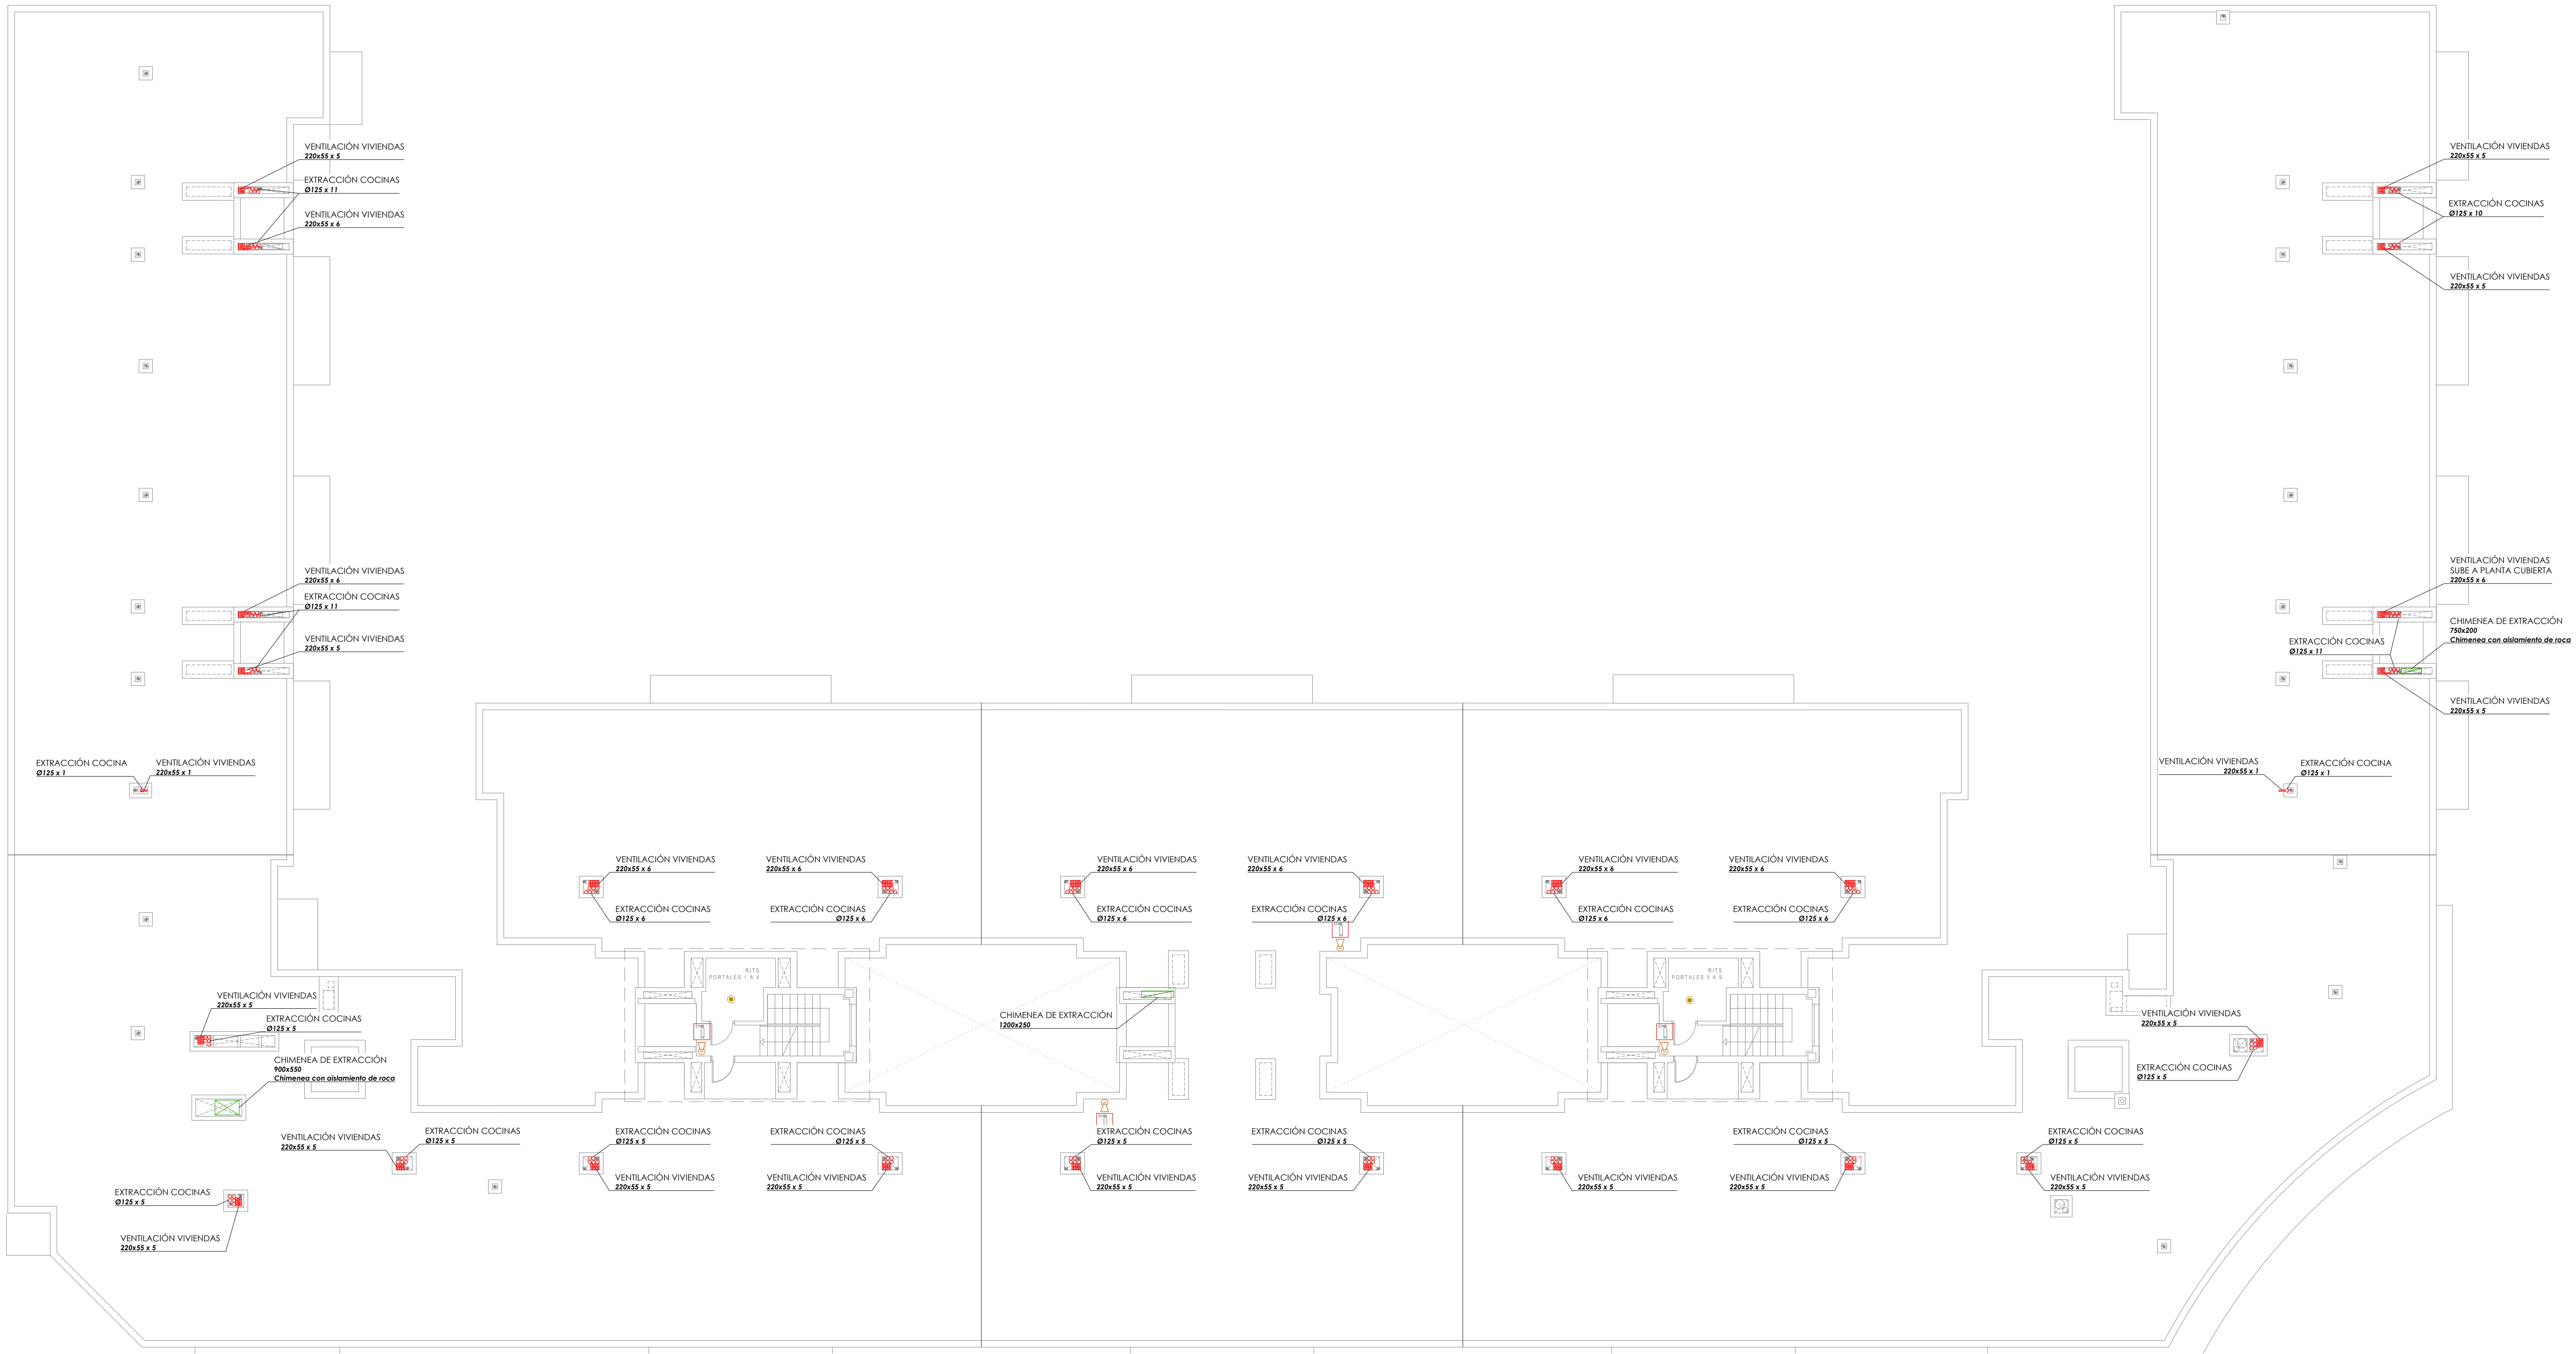 VENTILACIÓN VIVIENDAS
220x55 x 5
EXTRACCIÓN COCINAS
Ø125 x 11
VENTILACIÓN VIVIENDAS
220x55 x 6
VENTILACIÓN VIVIENDAS
220x55 x 5
EXTRACCIÓN COCINAS
Ø125 x 10
VENTILACIÓN VIVIENDAS
220x55 x 5
VENTILACIÓN VIVIENDAS
220x55 x 6
EXTRACCIÓN COCINAS
Ø125 x 11
VENTILACIÓN VIVIENDAS
220x55 x 5
VENTILACIÓN VIVIENDAS
SUBE A PLANTA CUBIERTA
220x55 x 6
CHIMENEA DE EXTRACCIÓN
750x200
Chimenea con aislamiento de roca
EXTRACCIÓN COCINAS
Ø125 x 11
VENTILACIÓN VIVIENDAS
220x55 x 5
EXTRACCIÓN COCINA
Ø125 x 1
VENTILACIÓN VIVIENDAS
220x55 x 1
VENTILACIÓN VIVIENDAS
220x55 x 1
EXTRACCIÓN COCINA
Ø125 x 1
VENTILACIÓN VIVIENDAS
220x55 x 6
VENTILACIÓN VIVIENDAS
220x55 x 6
VENTILACIÓN VIVIENDAS
220x55 x 6
VENTILACIÓN VIVIENDAS
220x55 x 6
VENTILACIÓN VIVIENDAS
220x55 x 6
VENTILACIÓN VIVIENDAS
220x55 x 6
EXTRACCIÓN COCINAS
Ø125 x 6
EXTRACCIÓN COCINAS
Ø125 x 6
EXTRACCIÓN COCINAS
Ø125 x 6
EXTRACCIÓN COCINAS
Ø125 x 6
EXTRACCIÓN COCINAS
Ø125 x 6
EXTRACCIÓN COCINAS
Ø125 x 6
RITS
PORTALES 1 A 4
RITS
PORTALES 5 A 9
VENTILACIÓN VIVIENDAS
220x55 x 5
EXTRACCIÓN COCINAS
Ø125 x 5
CHIMENEA DE EXTRACCIÓN
900x550
Chimenea con aislamiento de roca
CHIMENEA DE EXTRACCIÓN
1200x250
VENTILACIÓN VIVIENDAS
220x55 x 5
EXTRACCIÓN COCINAS
Ø125 x 5
VENTILACIÓN VIVIENDAS
220x55 x 5
EXTRACCIÓN COCINAS
Ø125 x 5
EXTRACCIÓN COCINAS
Ø125 x 5
EXTRACCIÓN COCINAS
Ø125 x 5
EXTRACCIÓN COCINAS
Ø125 x 5
EXTRACCIÓN COCINAS
Ø125 x 5
EXTRACCIÓN COCINAS
Ø125 x 5
EXTRACCIÓN COCINAS
Ø125 x 5
VENTILACIÓN VIVIENDAS
220x55 x 5
VENTILACIÓN VIVIENDAS
220x55 x 5
VENTILACIÓN VIVIENDAS
220x55 x 5
VENTILACIÓN VIVIENDAS
220x55 x 5
VENTILACIÓN VIVIENDAS
220x55 x 5
VENTILACIÓN VIVIENDAS
220x55 x 5
VENTILACIÓN VIVIENDAS
220x55 x 5
EXTRACCIÓN COCINAS
Ø125 x 5
VENTILACIÓN VIVIENDAS
220x55 x 5